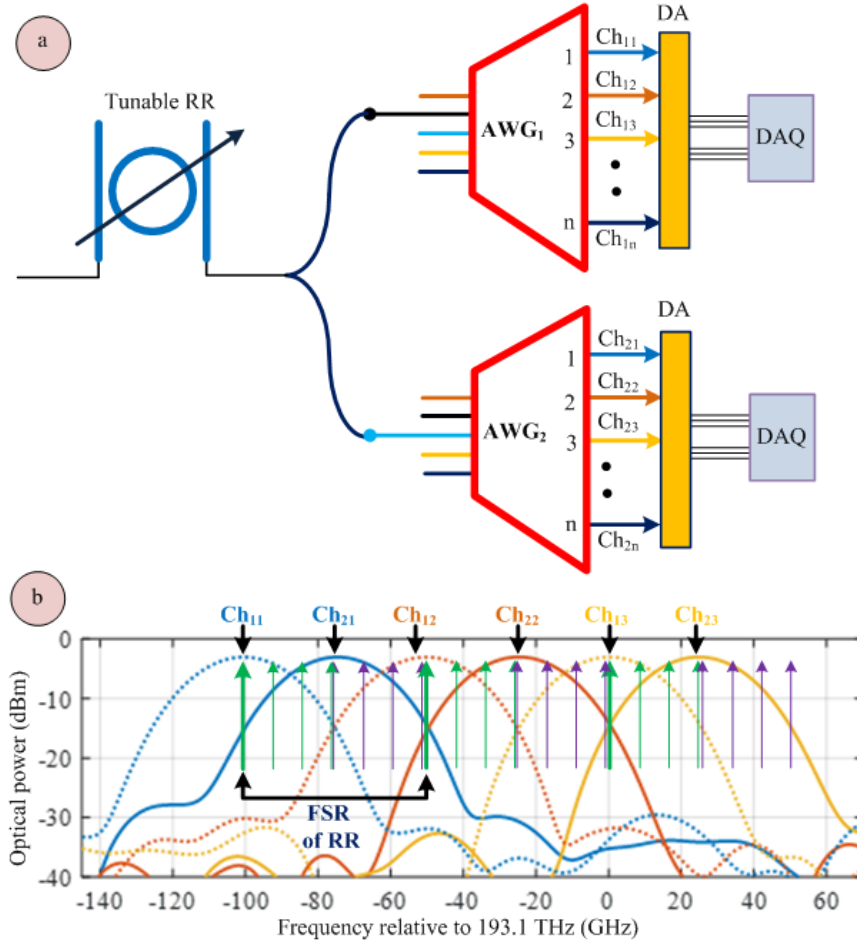 a
Tunable RR
AWG₁
1
2
3
n
Ch₁₁
Ch₁₂
Ch₁₃
Ch₁ₙ
DA
DAQ
AWG₂
1
2
3
n
Ch₂₁
Ch₂₂
Ch₂₃
Ch₂ₙ
DA
DAQ
b
Ch₁₁ Ch₂₁ Ch₁₂ Ch₂₂ Ch₁₃ Ch₂₃
Optical power (dBm)
0
-10
-20
-30
-40
FSR
of RR
-140 -120 -100 -80 -60 -40 -20 0 20 40 60
Frequency relative to 193.1 THz (GHz)